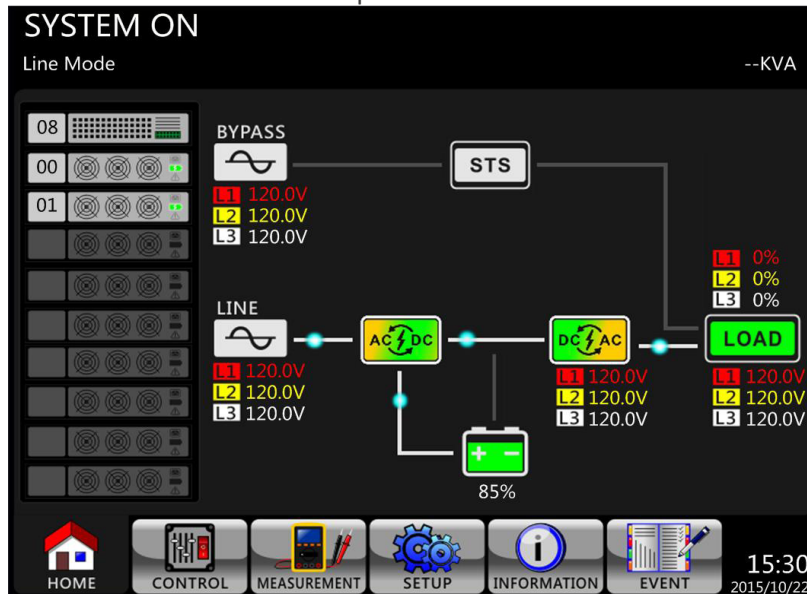 SYSTEM ON
Line Mode
--KVA
08
00
01
BYPASS
L1 120.0V
L2 120.0V
L3 120.0V
STS
L1 0%
L2 0%
L3 0%
LINE
L1 120.0V
L2 120.0V
L3 120.0V
AC DC
DC AC
L1 120.0V
L2 120.0V
L3 120.0V
LOAD
L1 120.0V
L2 120.0V
L3 120.0V
+ -
85%
HOME
CONTROL
MEASUREMENT
SETUP
INFORMATION
EVENT
15:30
2015/10/22